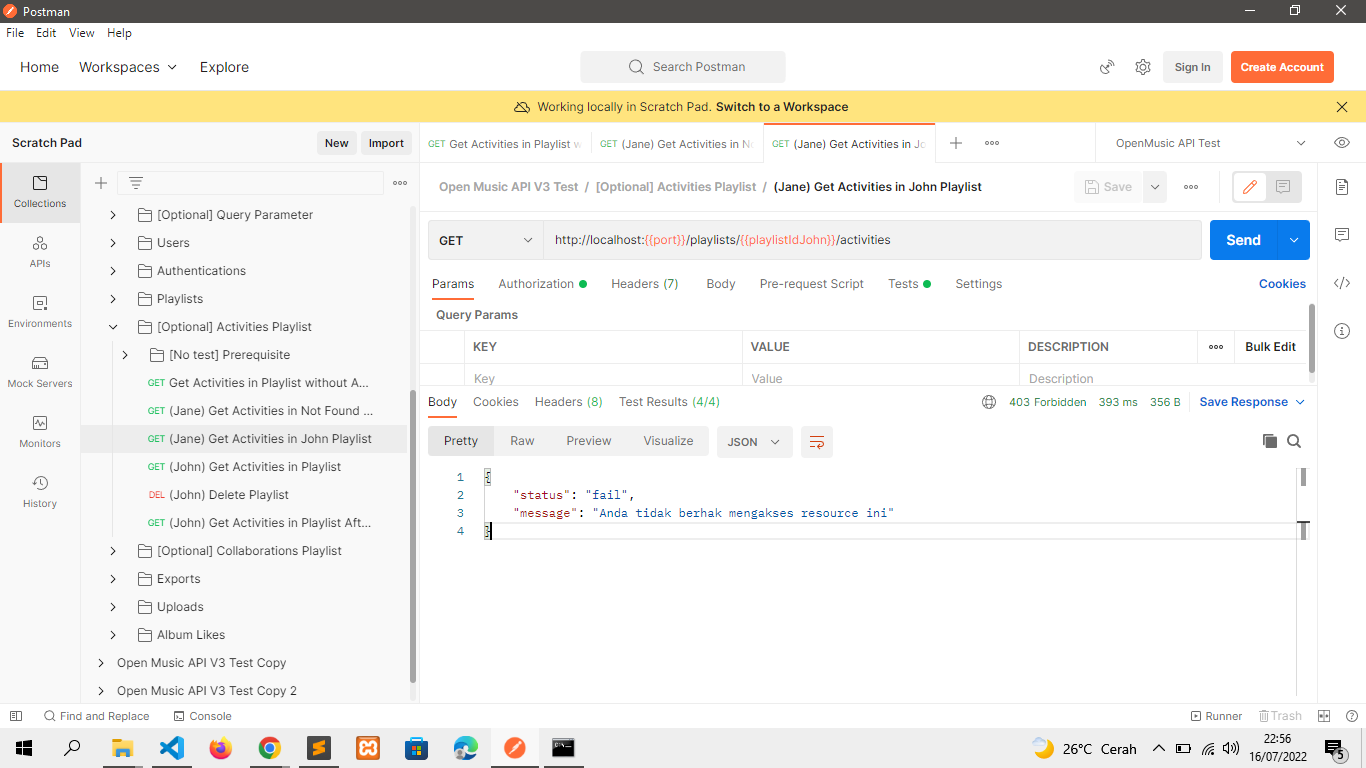 Postman
File Edit View Help
Home Workspaces Explore Search Postman Sign In Create Account
Working locally in Scratch Pad. Switch to a Workspace
Scratch Pad New Import
GET Get Activities in Playlist w GET (Jane) Get Activities in No GET (Jane) Get Activities in Jo OpenMusic API Test
Collections
APIs
Environments
Mock Servers
Monitors
History
[Optional] Query Parameter
Users
Authentications
Playlists
[Optional] Activities Playlist
[No test] Prerequisite
GET Get Activities in Playlist without A...
GET (Jane) Get Activities in Not Found ...
GET (Jane) Get Activities in John Playlist
GET (John) Get Activities in Playlist
DEL (John) Delete Playlist
GET (John) Get Activities in Playlist Aft...
[Optional] Collaborations Playlist
Exports
Uploads
Album Likes
Open Music API V3 Test Copy
Open Music API V3 Test Copy 2
Open Music API V3 Test / [Optional] Activities Playlist / (Jane) Get Activities in John Playlist Save
GET http://localhost:{{port}}/playlists/{{playlistIdJohn}}/activities Send
Params Authorization Headers (7) Body Pre-request Script Tests Settings Cookies
Query Params
KEY VALUE DESCRIPTION Bulk Edit
Key Value Description
Body Cookies Headers (8) Test Results (4/4) 403 Forbidden 393 ms 356 B Save Response
Pretty Raw Preview Visualize JSON
1 {
2 "status": "fail",
3 "message": "Anda tidak berhak mengakses resource ini"
4 }
Find and Replace Console Runner Trash
26°C Cerah 22:56
16/07/2022 5